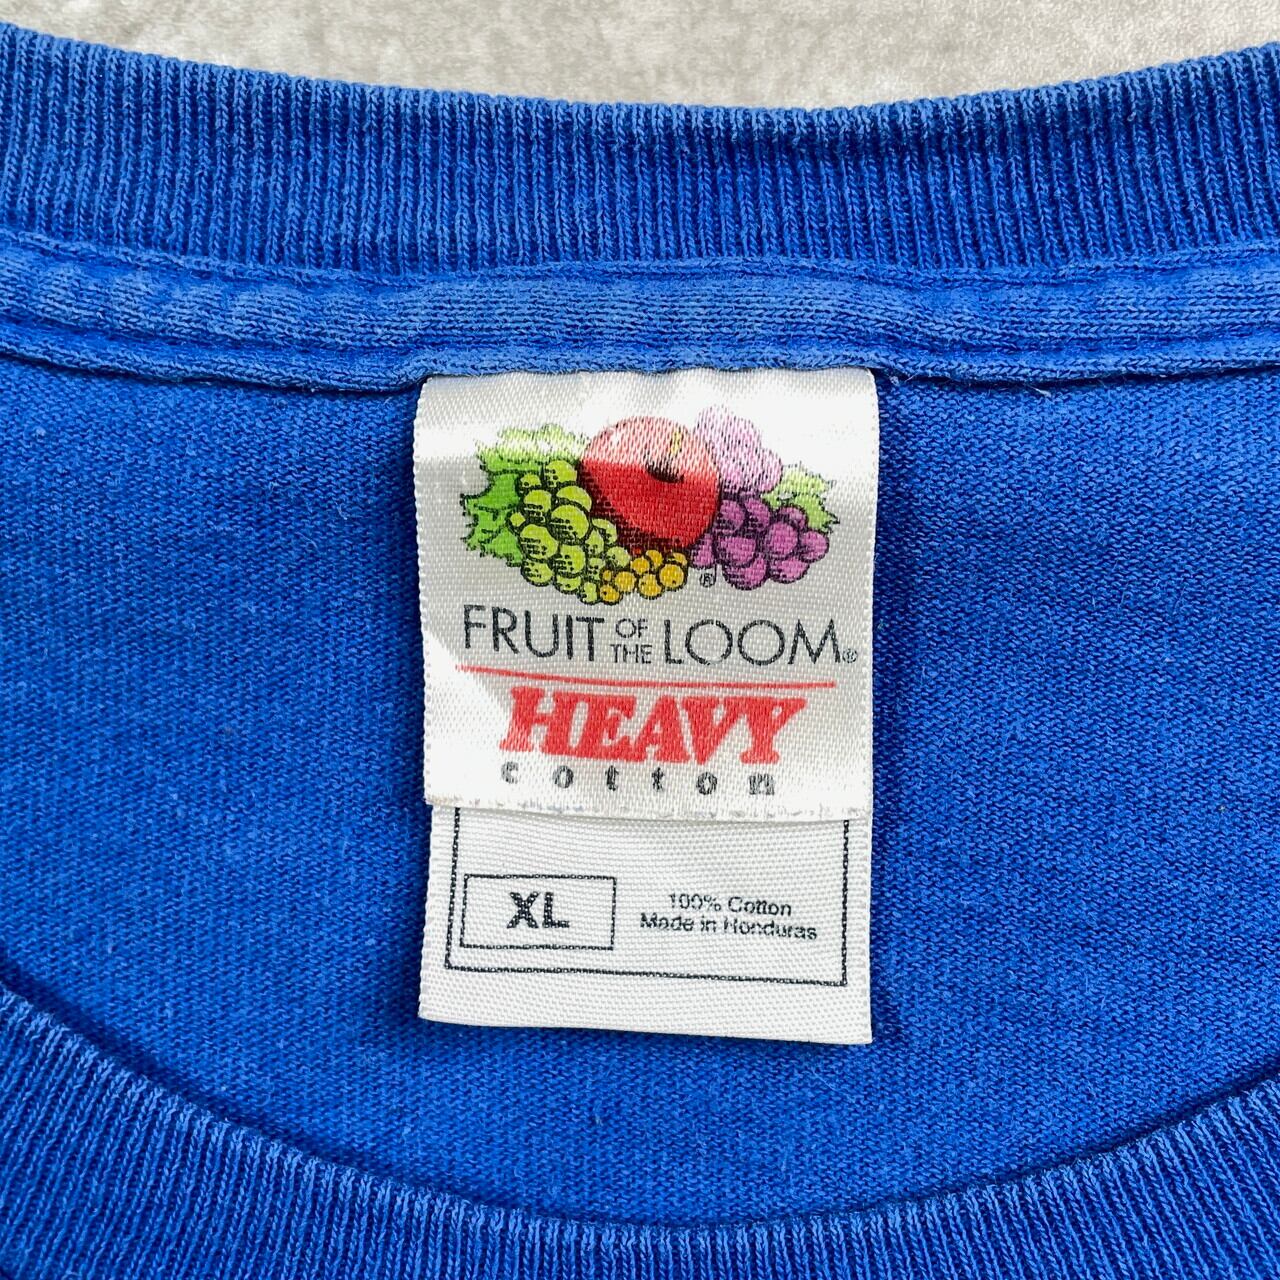 ®
FRUIT OF THE LOOM®
HEAVY
cotton
XL
100% Cotton
Made in Honduras